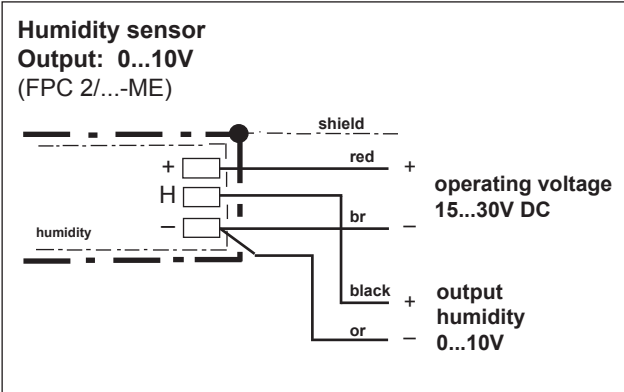 Humidity sensor
Output: 0...10V
(FPC 2/...-ME)
shield
red
+
+
operating voltage
15...30V DC
H
br
–
–
humidity
black
+
output
humidity
0...10V
or
–